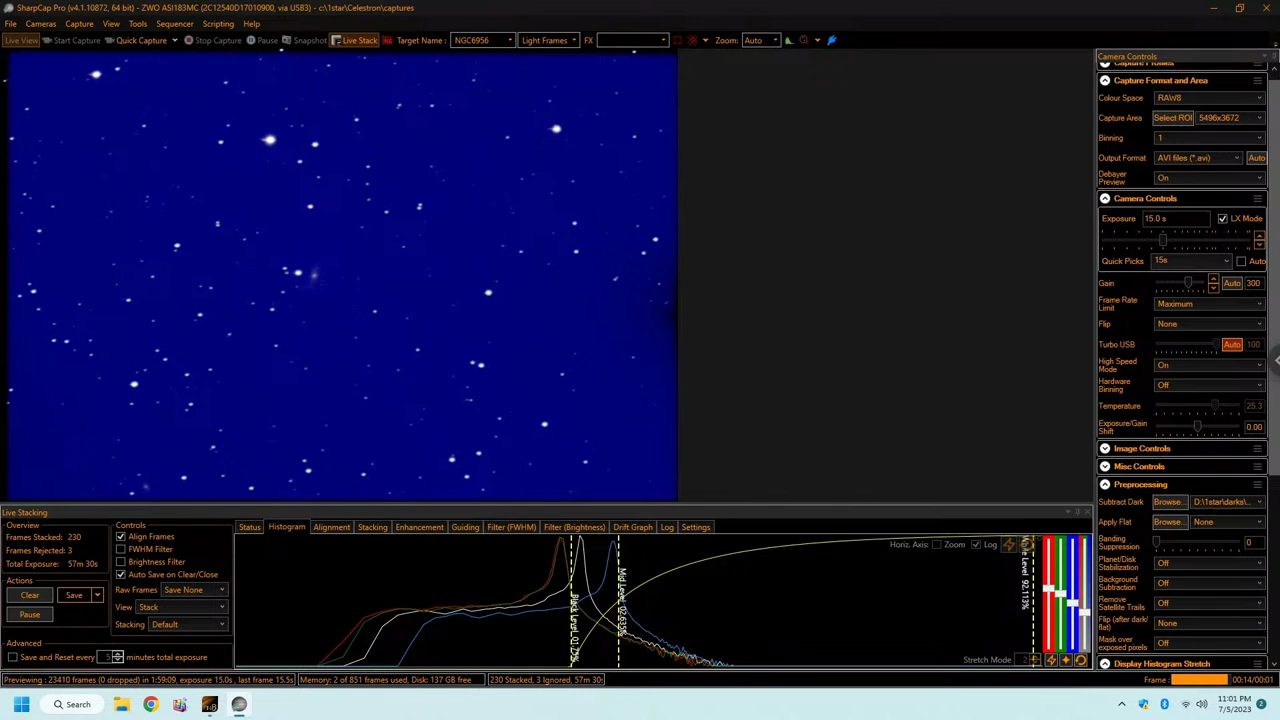 SharpCap Pro (v4.1.10872, 64 bit) - ZWO ASI183MC (2C12540D17010900, via USB3) - c:\1star\Celestron\captures
File Cameras Capture View Tools Sequencer Scripting Help
Live View Start Capture Quick Capture Stop Capture Pause Snapshot Live Stack Target Name : NGC6956 Light Frames FX Zoom: Auto
Camera Controls
Capture Profiles
Capture Format and Area
Colour Space RAW8
Capture Area Select ROI 5496x3672
Binning 1
Output Format AVI files (*.avi) Auto
Debayer Preview On
Camera Controls
Exposure 15.0 s LX Mode
Quick Picks 15s Auto
Gain Auto 300
Frame Rate Limit Maximum
Flip None
Turbo USB Auto 100
High Speed Mode On
Hardware Binning Off
Temperature 25.3
Exposure/Gain Shift 0.00
Image Controls
Misc Controls
Preprocessing
Subtract Dark Browse... D:\1star\darks\...
Apply Flat Browse... None
Banding Suppression 0
Planet/Disk Stabilization Off
Background Subtraction Off
Remove Satellite Trails Off
Flip (after dark/flat) None
Mask over exposed pixels Off
Display Histogram Stretch
Live Stacking
Overview
Frames Stacked: 230
Frames Rejected: 3
Total Exposure: 57m 30s
Actions
Clear Save
Pause
Controls
Align Frames
FWHM Filter
Brightness Filter
Auto Save on Clear/Close
Raw Frames Save None
View Stack
Stacking Default
Advanced
Save and Reset every 5 minutes total exposure
Status Histogram Alignment Stacking Enhancement Guiding Filter (FWHM) Filter (Brightness) Drift Graph Log Settings
Horiz. Axis: Zoom Log
Stretch Mode 2
Previewing : 23410 frames (0 dropped) in 1:59:09, exposure 15.0s , last frame 15.5s
Memory: 2 of 851 frames used, Disk: 137 GB free
230 Stacked, 3 Ignored, 57m 30s
Frame : 00:14/00:01
Search
11:01 PM
7/5/2023
2